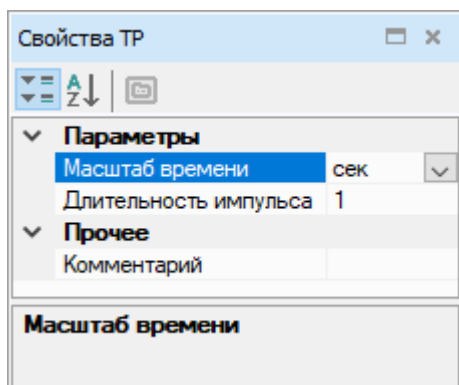 Свойства TP
Параметры
Масштаб времени сек
Длительность импульса 1
Прочее
Комментарий
Масштаб времени